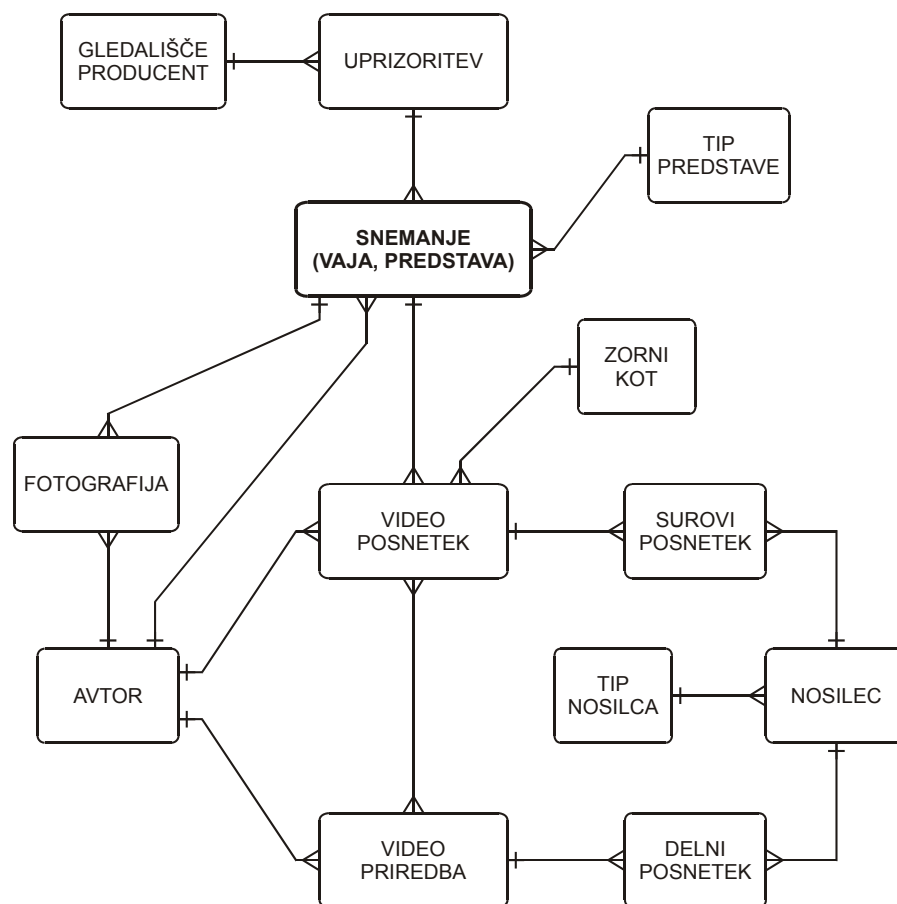 GLEDALIŠČE
PRODUCENT
UPRIZORITEV
TIP
PREDSTAVE
SNEMANJE
(VAJA, PREDSTAVA)
ZORNI
KOT
FOTOGRAFIJA
VIDEO
POSNETEK
SUROVI
POSNETEK
AVTOR
TIP
NOSILCA
NOSILEC
VIDEO
PRIREDBA
DELNI
POSNETEK